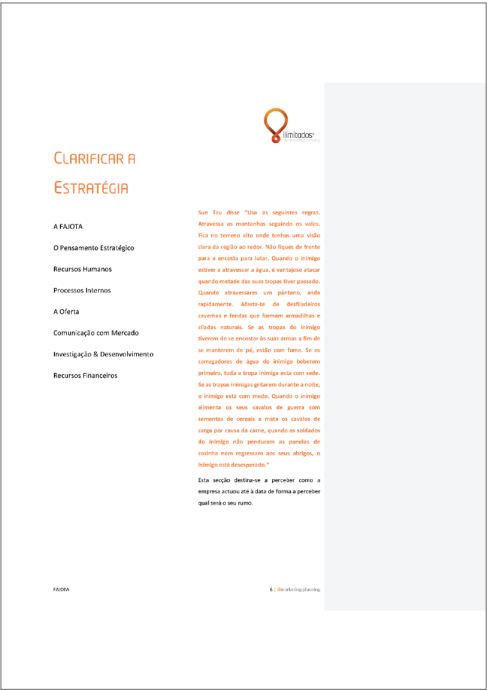 ilimitados
CLARIFICAR A
ESTRATÉGIA
A FAJOTA
O Pensamento Estratégico
Recursos Humanos
Processos Internos
A Oferta
Comunicação com Mercado
Investigação & Desenvolvimento
Recursos Financeiros
Sun Tzu disse "Usa as seguintes regras.
Atravessa as montanhas seguindo os vales.
Fica no terreno alto onde tenhas uma visão
clara da região ao redor. Não fiques de frente
para a encosta para lutar. Quando o inimigo
estiver a atravessar a água, é vantajoso atacar
quando metade das suas tropas tiver passado.
Quando atravessares um pântano, anda
rapidamente. Afasta-te de desfiladeiros
cavernas e fendas que formam armadilhas e
ciladas naturais. Se as tropas do inimigo
tiverem de se encostar às suas armas a fim de
se manterem de pé, estão com fome. Se os
carregadores de água do inimigo beberem
primeiro, toda a tropa inimiga está com sede.
Se as tropas inimigas gritarem durante a noite,
o inimigo está com medo. Quando o inimigo
alimenta os seus cavalos de guerra com
sementes de cereais e mata os cavalos de
carga por causa da carne, quando os soldados
do inimigo não penduram as panelas de
cozinha nem regressam aos seus abrigos, o
inimigo está desesperado."
Esta secção destina-se a perceber como a
empresa actuou até à data de forma a perceber
qual será o seu rumo.
FAJOTA
6 | planning